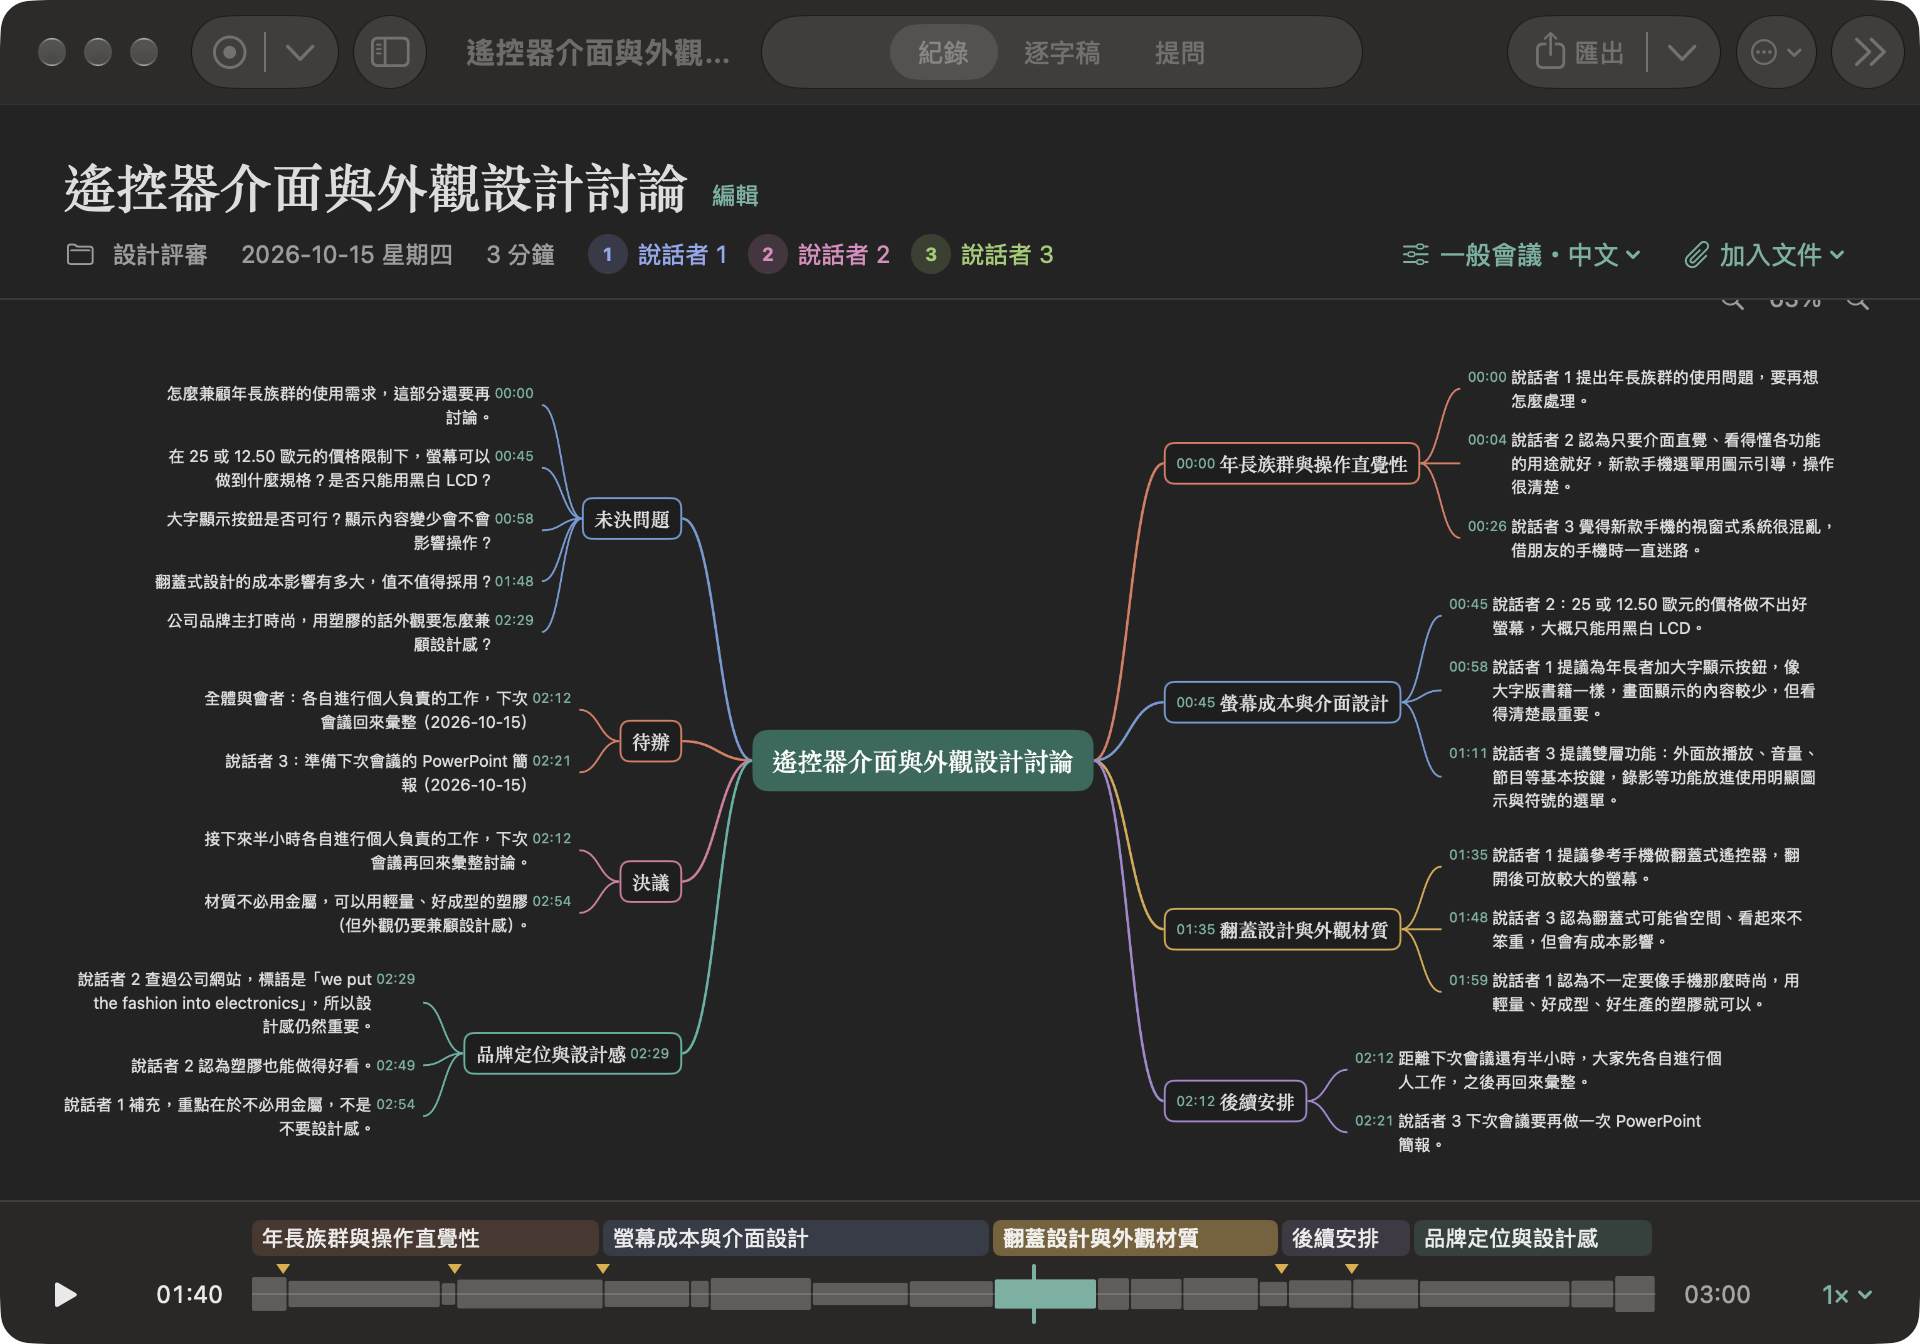 遙控器介面與外觀...
紀錄
逐字稿
提問
匯出
遙控器介面與外觀設計討論
編輯
設計評審
2026-10-15 星期四
3 分鐘
1 說話者 1
2 說話者 2
3 說話者 3
一般會議・中文
加入文件
怎麼兼顧年長族群的使用需求，這部分還要再 00:00
討論。
在 25 或 12.50 歐元的價格限制下，螢幕可以 00:45
做到什麼規格？是否只能用黑白 LCD？
大字顯示按鈕是否可行？顯示內容變少會不會 00:58
影響操作？
翻蓋式設計的成本影響有多大，值不值得採用？01:48
公司品牌主打時尚，用塑膠的話外觀要怎麼兼 02:29
顧設計感？
未決問題
全體與會者：各自進行個人負責的工作，下次 02:12
會議回來彙整（2026-10-15）
說話者 3：準備下次會議的 PowerPoint 簡 02:21
報（2026-10-15）
待辦
接下來半小時各自進行個人負責的工作，下次 02:12
會議再回來彙整討論。
材質不必用金屬，可以用輕量、好成型的塑膠 02:54
（但外觀仍要兼顧設計感）。
決議
說話者 2 查過公司網站，標語是「we put 02:29
the fashion into electronics」，所以設
計感仍然重要。
說話者 2 認為塑膠也能做得好看。02:49
說話者 1 補充，重點在於不必用金屬，不是 02:54
不要設計感。
品牌定位與設計感 02:29
遙控器介面與外觀設計討論
00:00 年長族群與操作直覺性
00:00 說話者 1 提出年長族群的使用問題，要再想
怎麼處理。
00:04 說話者 2 認為只要介面直覺、看得懂各功能
的用途就好，新款手機選單用圖示引導，操作
很清楚。
00:26 說話者 3 覺得新款手機的視窗式系統很混亂，
借朋友的手機時一直迷路。
00:45 螢幕成本與介面設計
00:45 說話者 2：25 或 12.50 歐元的價格做不出好
螢幕，大概只能用黑白 LCD。
00:58 說話者 1 提議為年長者加大字顯示按鈕，像
大字版書籍一樣，畫面顯示的內容較少，但看
得清楚最重要。
01:11 說話者 3 提議雙層功能：外面放播放、音量、
節目等基本按鍵，錄影等功能放進使用明顯圖
示與符號的選單。
01:35 翻蓋設計與外觀材質
01:35 說話者 1 提議參考手機做翻蓋式遙控器，翻
開後可放較大的螢幕。
01:48 說話者 3 認為翻蓋式可能省空間、看起來不
笨重，但會有成本影響。
01:59 說話者 1 認為不一定要像手機那麼時尚，用
輕量、好成型、好生產的塑膠就可以。
02:12 後續安排
02:12 距離下次會議還有半小時，大家先各自進行個
人工作，之後再回來彙整。
02:21 說話者 3 下次會議要再做一次 PowerPoint
簡報。
年長族群與操作直覺性
螢幕成本與介面設計
翻蓋設計與外觀材質
後續安排
品牌定位與設計感
01:40
03:00
1×